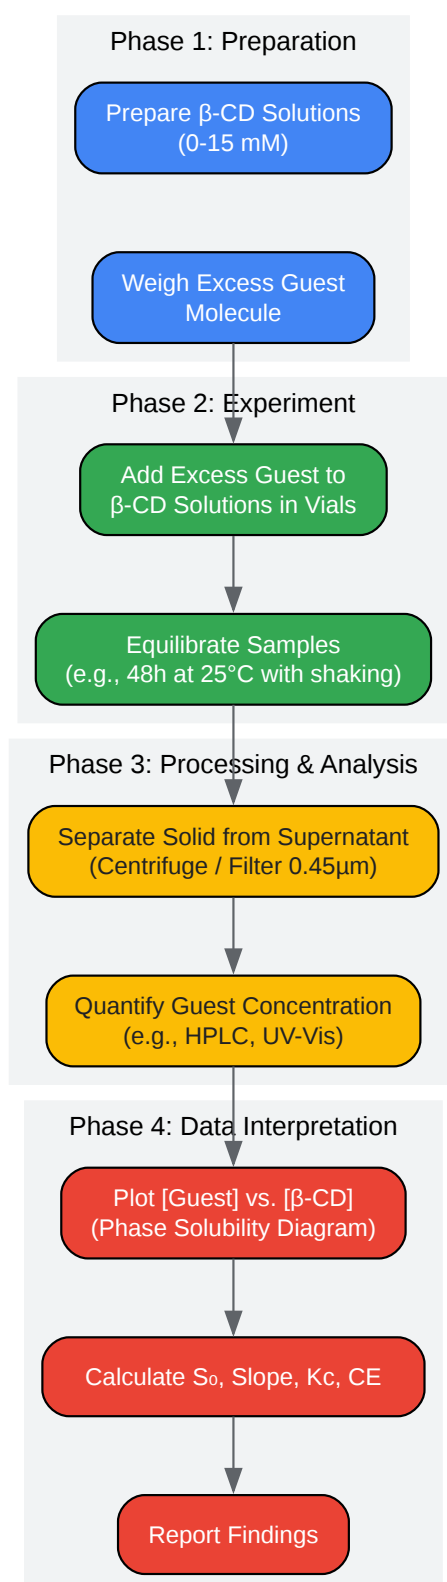 Phase 1: Preparation
Prepare β-CD Solutions
(0-15 mM)
Weigh Excess Guest
Molecule
Phase 2: Experiment
Add Excess Guest to
β-CD Solutions in Vials
Equilibrate Samples
(e.g., 48h at 25°C with shaking)
Phase 3: Processing & Analysis
Separate Solid from Supernatant
(Centrifuge / Filter 0.45µm)
Quantify Guest Concentration
(e.g., HPLC, UV-Vis)
Phase 4: Data Interpretation
Plot [Guest] vs. [β-CD]
(Phase Solubility Diagram)
Calculate S₀, Slope, Kc, CE
Report Findings